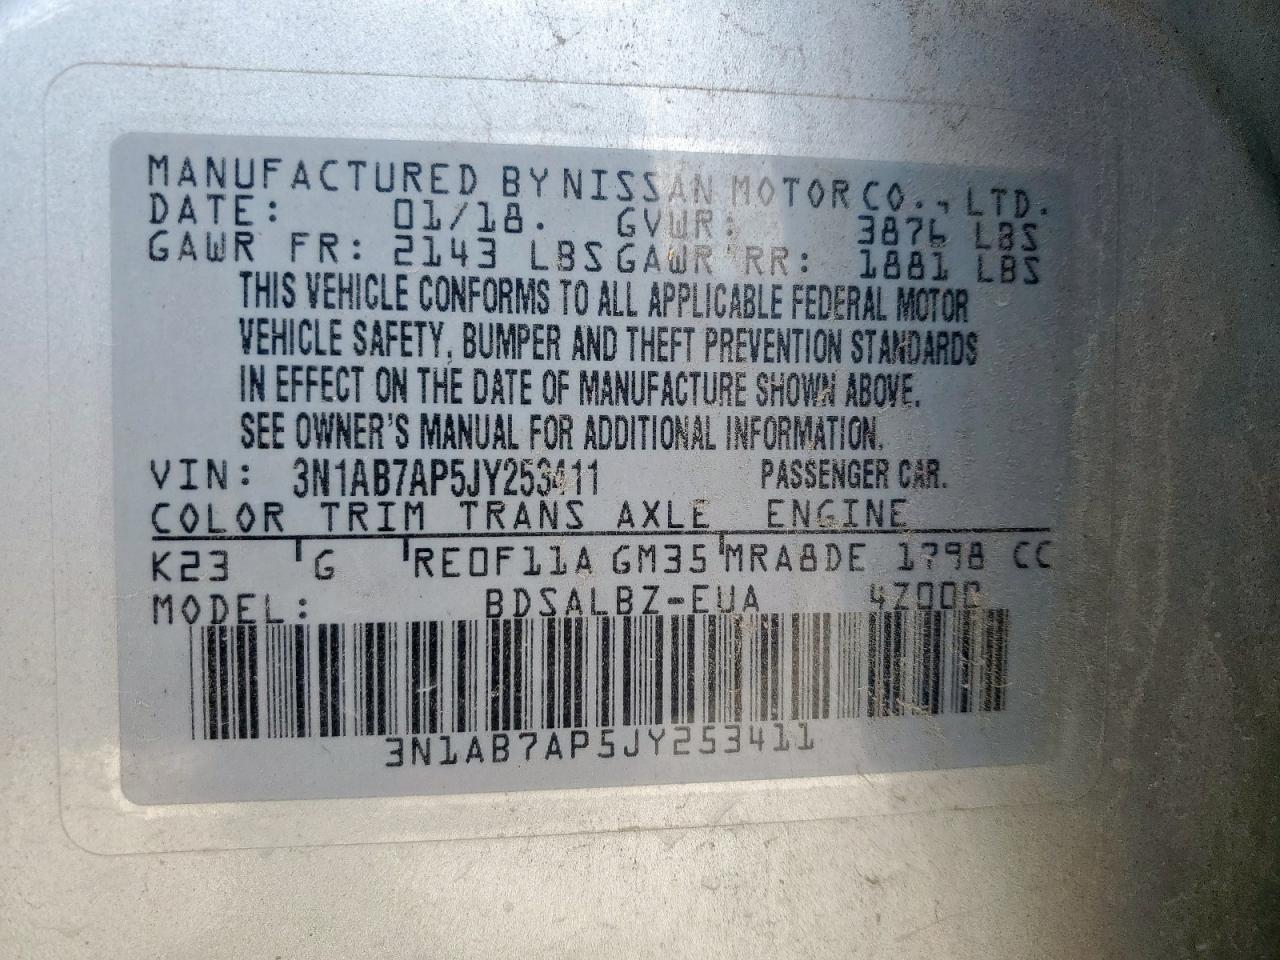 MANUFACTURED BY NISSAN MOTOR CO., LTD.
DATE: 01/18. GVWR: 3876 LBS
GAWR FR: 2143 LBS GAWR RR: 1881 LBS
THIS VEHICLE CONFORMS TO ALL APPLICABLE FEDERAL MOTOR
VEHICLE SAFETY, BUMPER AND THEFT PREVENTION STANDARDS
IN EFFECT ON THE DATE OF MANUFACTURE SHOWN ABOVE.
SEE OWNER'S MANUAL FOR ADDITIONAL INFORMATION.
VIN: 3N1AB7AP5JY253411 PASSENGER CAR.
COLOR TRIM TRANS AXLE ENGINE
K23 G RE0F11A GM35 MRA8DE 1798 CC
MODEL: BDSALBZ-EUA
3N1AB7AP5JY253411